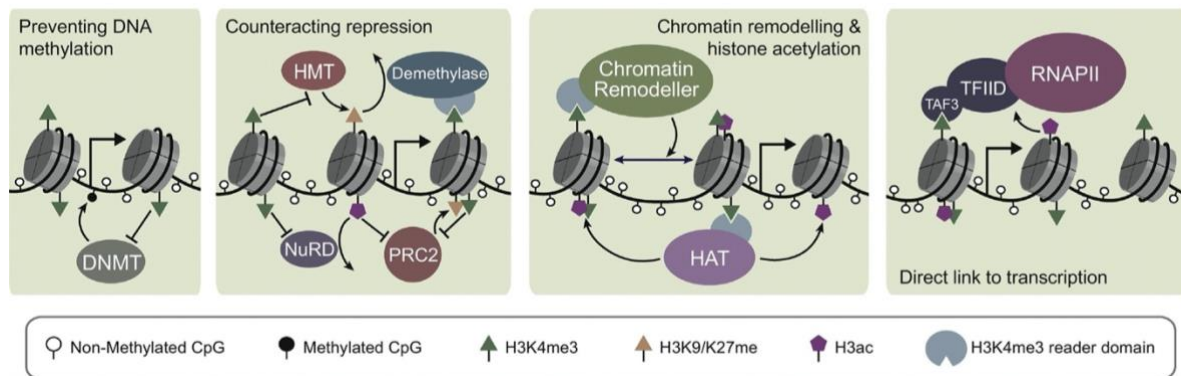 Preventing DNA
methylation
DNMT
Counteracting repression
HMT
Demethylase
NuRD
PRC2
Chromatin remodelling &
histone acetylation
Chromatin
Remodeller
HAT
TAF3
TFIID
RNAPII
Direct link to transcription
Non-Methylated CpG
Methylated CpG
H3K4me3
H3K9/K27me
H3ac
H3K4me3 reader domain